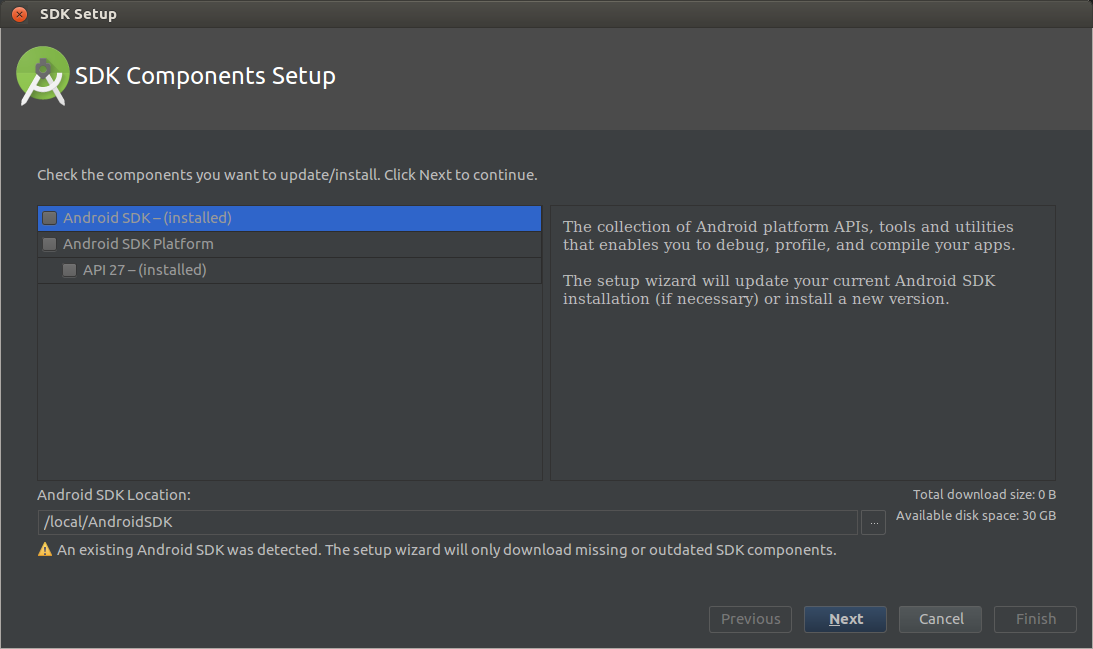 SDK Setup
SDK Components Setup
Check the components you want to update/install. Click Next to continue.
Android SDK – (installed)
Android SDK Platform
API 27 – (installed)
The collection of Android platform APIs, tools and utilities
that enables you to debug, profile, and compile your apps.
The setup wizard will update your current Android SDK
installation (if necessary) or install a new version.
Android SDK Location:
Total download size: 0 B
/local/AndroidSDK
...
Available disk space: 30 GB
An existing Android SDK was detected. The setup wizard will only download missing or outdated SDK components.
Previous
Next
Cancel
Finish